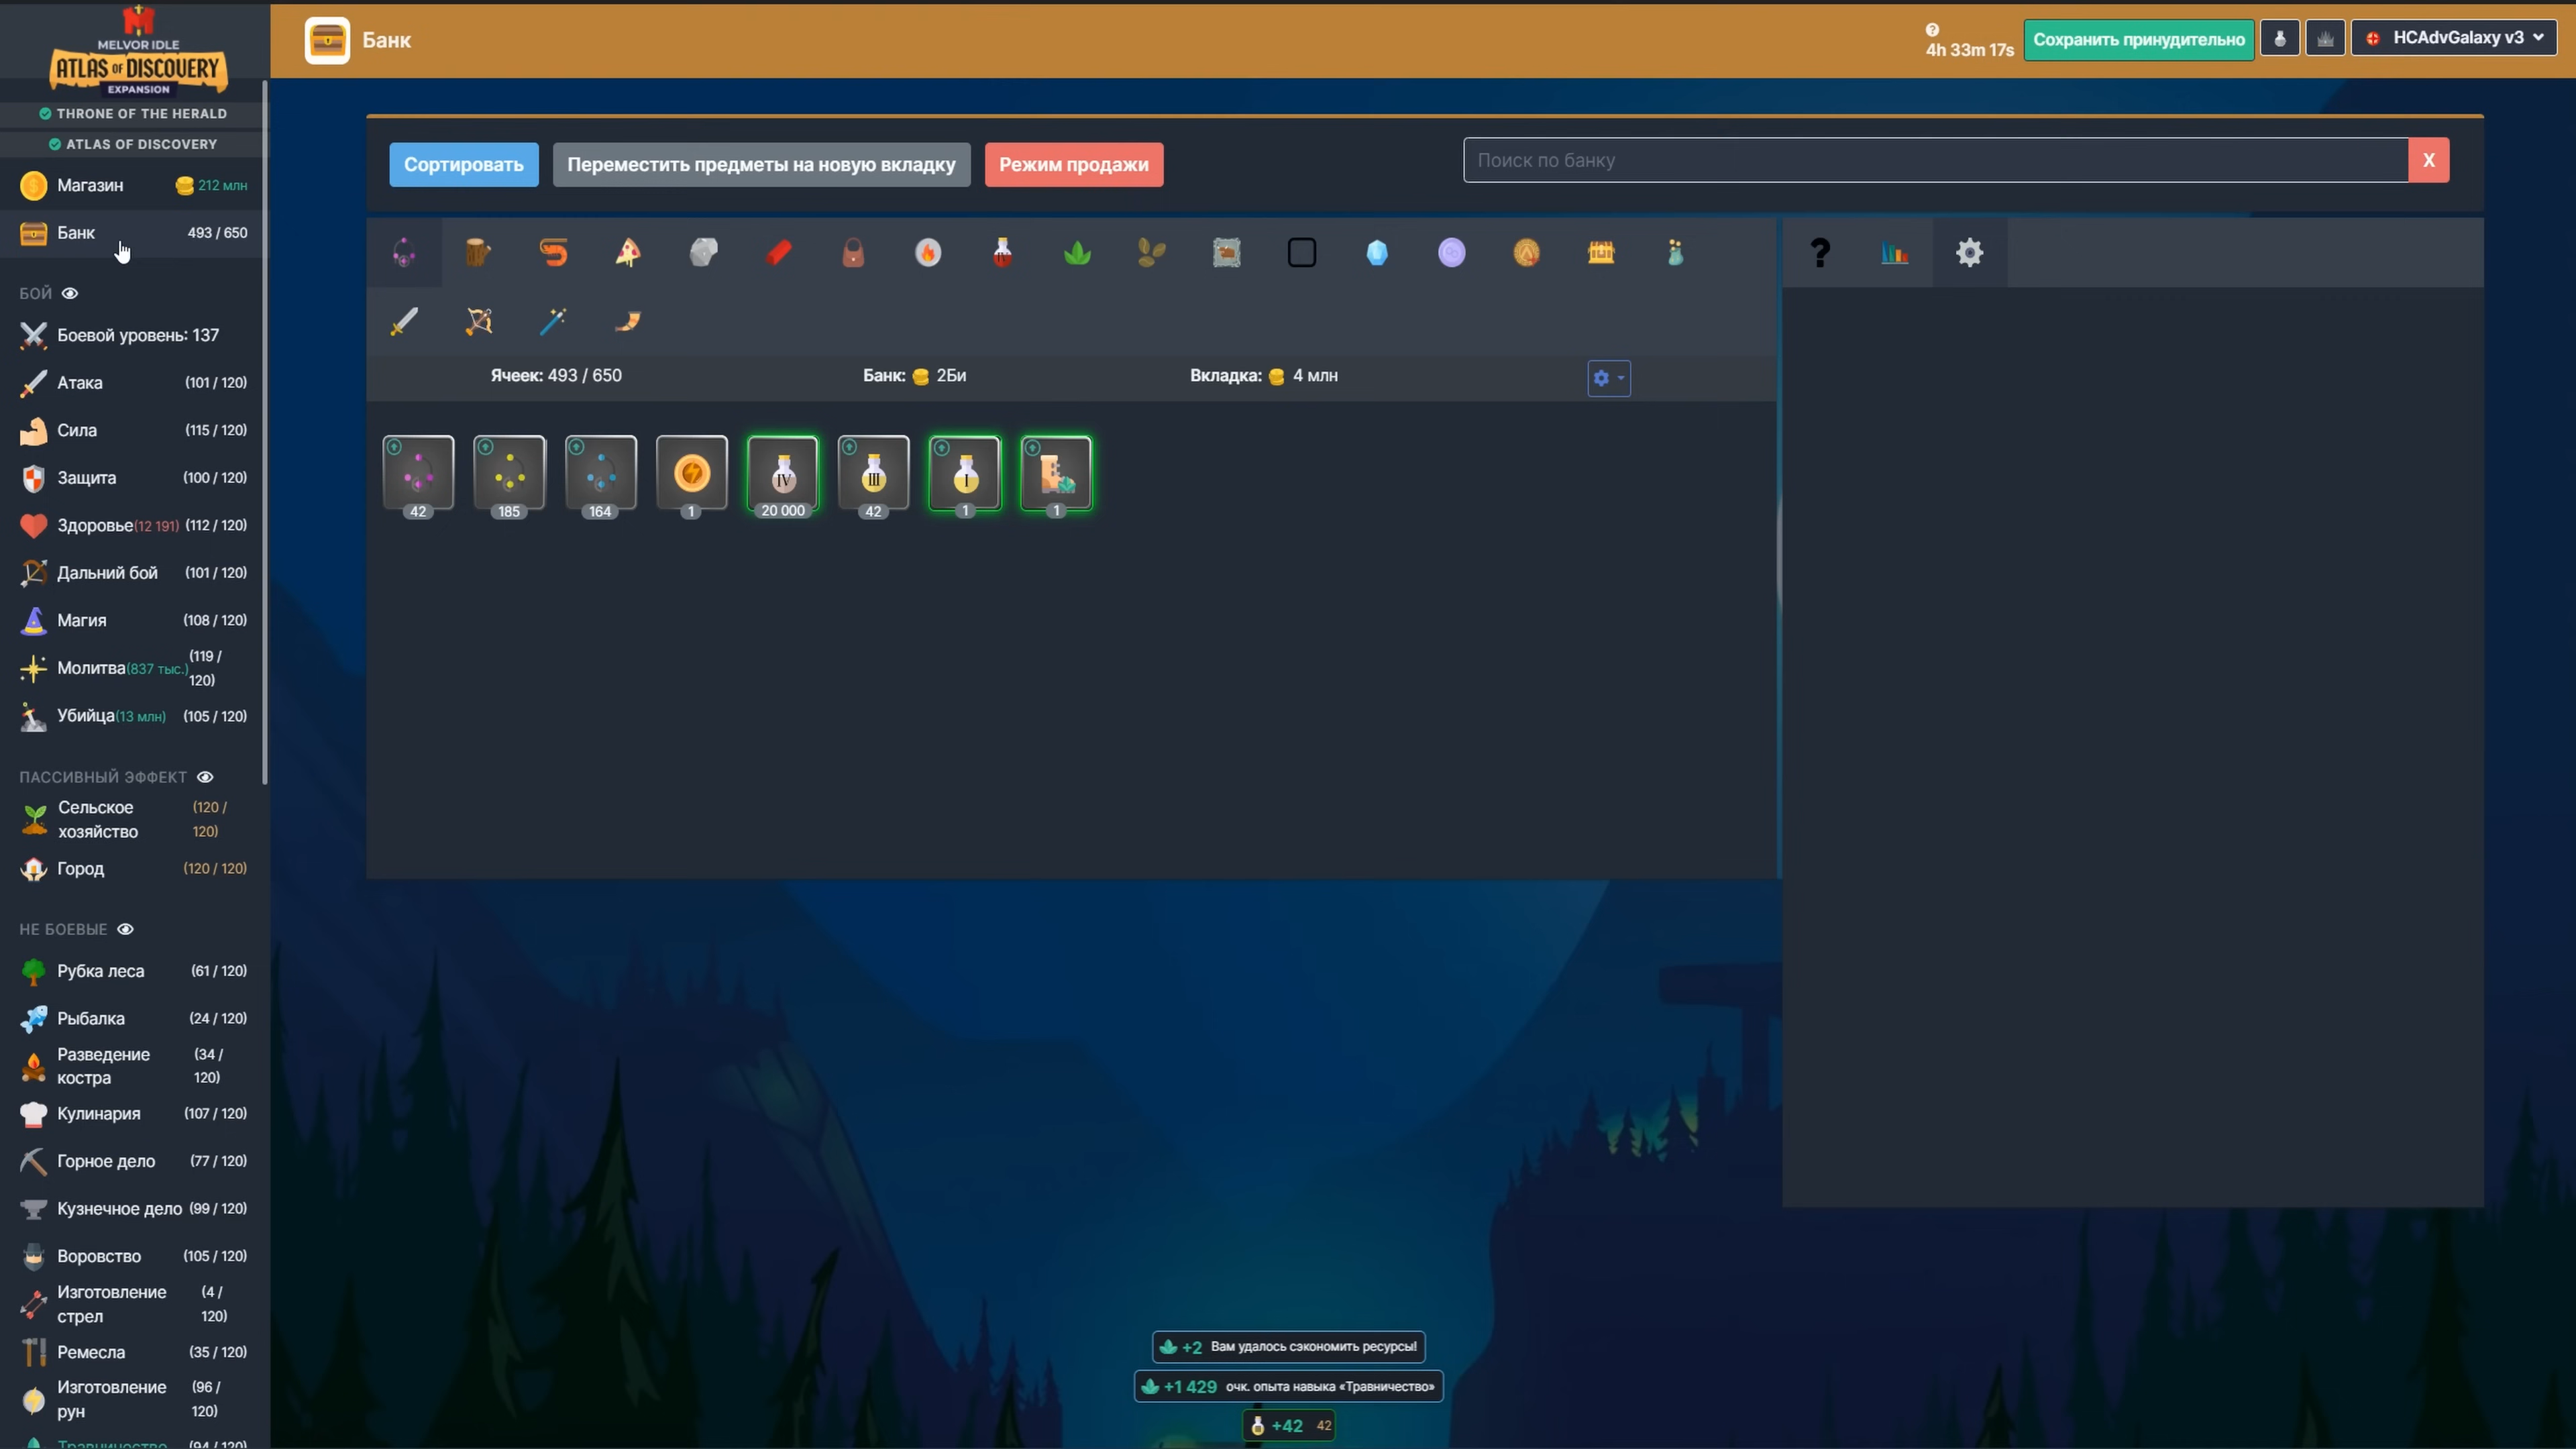 MELVOR IDLE
ATLAS OF DISCOVERY
EXPANSION
THRONE OF THE HERALD
ATLAS OF DISCOVERY
Магазин 212 млн
Банк 493 / 650
БОЙ
Боевой уровень: 137
Атака (101 / 120)
Сила (115 / 120)
Защита (100 / 120)
Здоровье(12 191) (112 / 120)
Дальний бой (101 / 120)
Магия (108 / 120)
Молитва(837 тыс.) (119 /
120)
Убийца(13 млн) (105 / 120)
ПАССИВНЫЙ ЭФФЕКТ
Сельское (120 /
хозяйство 120)
Город (120 / 120)
НЕ БОЕВЫЕ
Рубка леса (61 / 120)
Рыбалка (24 / 120)
Разведение (34 /
костра 120)
Кулинария (107 / 120)
Горное дело (77 / 120)
Кузнечное дело (99 / 120)
Воровство (105 / 120)
Изготовление (4 /
стрел 120)
Ремесла (35 / 120)
Изготовление (96 /
рун 120)
Травничество (94 / 120)
Банк
4h 33m 17s
Сохранить принудительно
HCAdvGalaxy v3
Сортировать
Переместить предметы на новую вкладку
Режим продажи
Поиск по банку
X
Ячеек: 493 / 650
Банк: 2Би
Вкладка: 4 млн
IV III I
42 185 164 1 20 000 42 1 1
+2 Вам удалось сэкономить ресурсы!
+1 429 очк. опыта навыка «Травничество»
+42 42